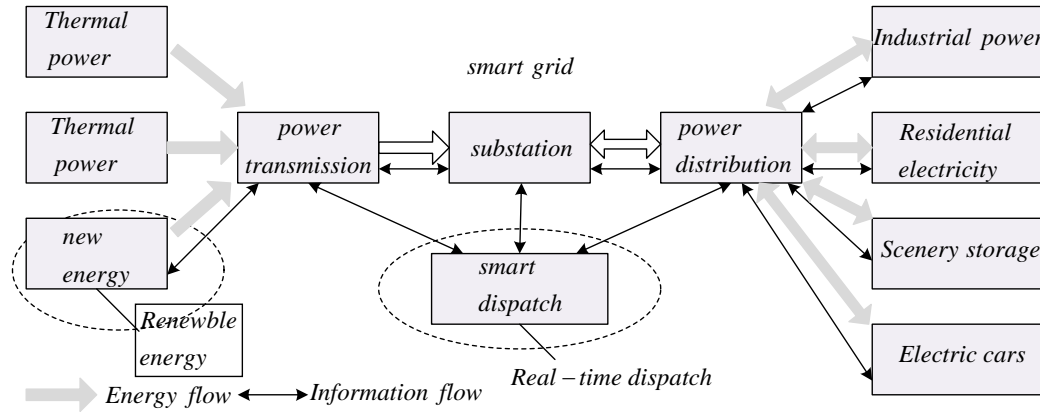 Thermal
power
smart grid
Industrial power
Thermal
power
power
transmission
substation
power
distribution
Residential
electricity
new
energy
smart
dispatch
Scenery storage
Renewble
energy
Electric cars
Real-time dispatch
Energy flow
Information flow